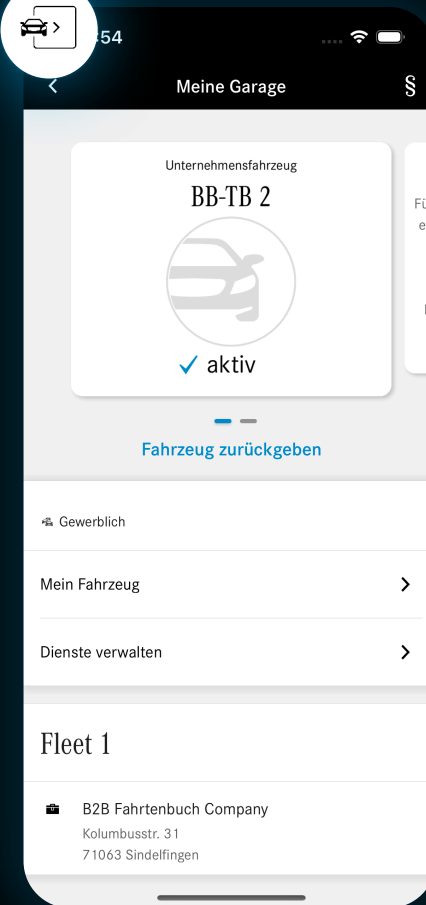 :54
Meine Garage
§
Unternehmensfahrzeug
BB-TB 2
aktiv
Fahrzeug zurückgeben
Gewerblich
Mein Fahrzeug
Dienste verwalten
Fleet 1
B2B Fahrtenbuch Company
Kolumbusstr. 31
71063 Sindelfingen